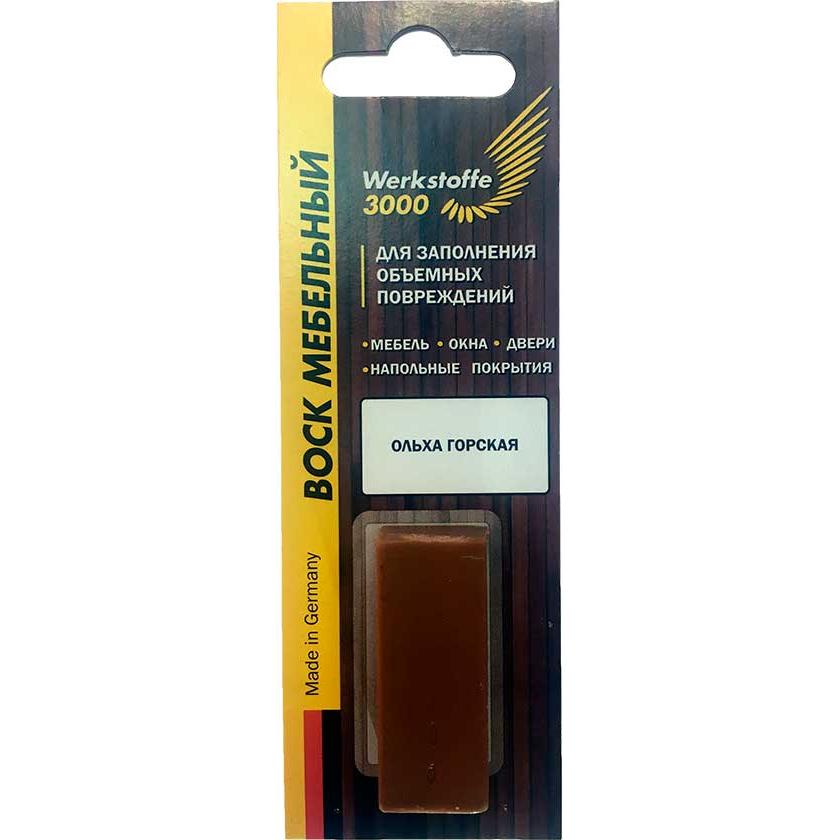 Werkstoffe
3000
ДЛЯ ЗАПОЛНЕНИЯ
ОБЪЕМНЫХ
ПОВРЕЖДЕНИЙ
•МЕБЕЛЬ • ОКНА • ДВЕРИ
•НАПОЛЬНЫЕ ПОКРЫТИЯ
ОЛЬХА ГОРСКАЯ
ВОСК МЕБЕЛЬНЫЙ
Made in Germany